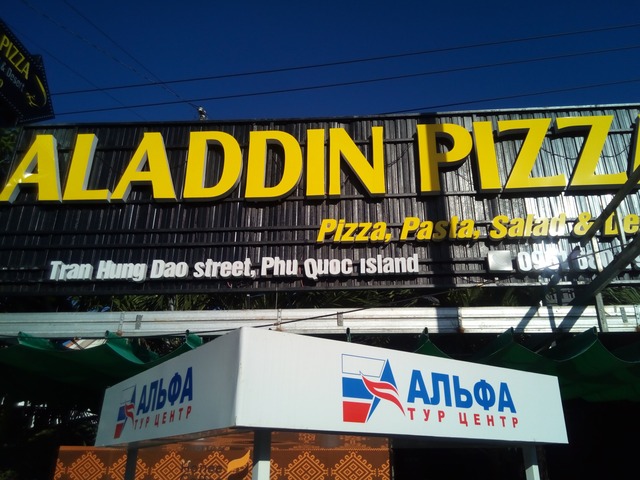 PIZZA
ALADDIN PIZZ
Pizza, Pasta, Salad & De
Tran Hung Dao street, Phu Quoc island
АЛЬФА
ТУР ЦЕНТР
АЛЬФА
ТУР ЦЕНТР